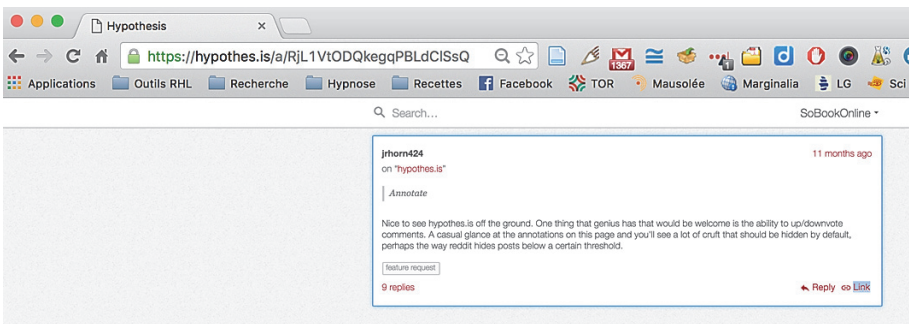 Hypothesis
https://hypothes.is/a/RjL1VtODQkegqPBLdCISsQ
1367
Applications Outils RHL Recherche Hypnose Recettes Facebook TOR Mausolée Marginalia LG Sci
Search... SoBookOnline
jrhorn424 11 months ago
on "hypothes.is"
Annotate
Nice to see hypothes.is off the ground. One thing that genius has that would be welcome is the ability to up/downvote
comments. A casual glance at the annotations on this page and you'll see a lot of cruft that should be hidden by default,
perhaps the way reddit hides posts below a certain threshold.
feature request
9 replies Reply Link